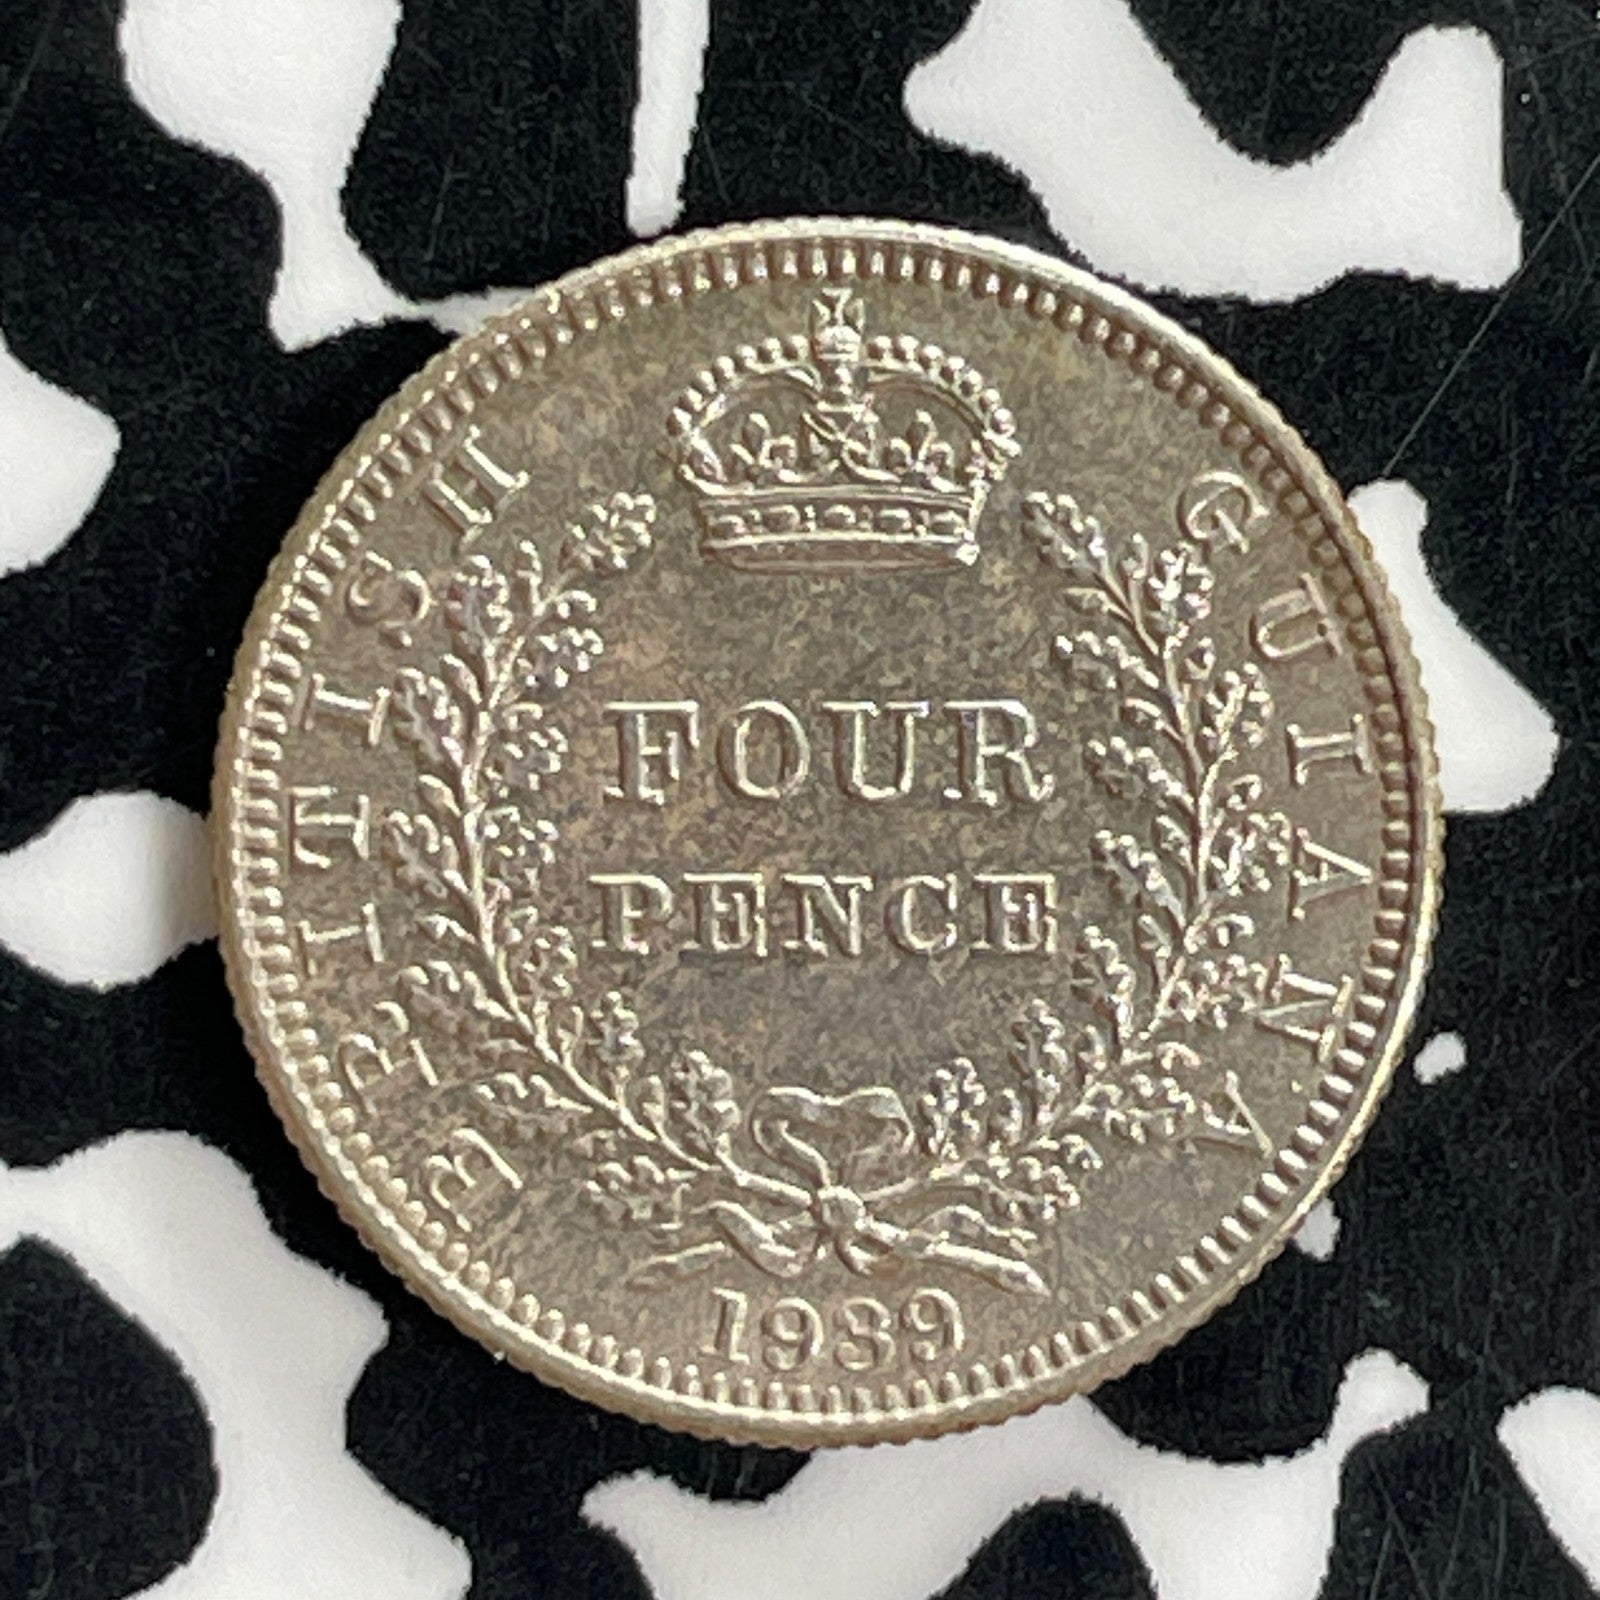 BRITISH GUIANA
FOUR
PENCE
1939